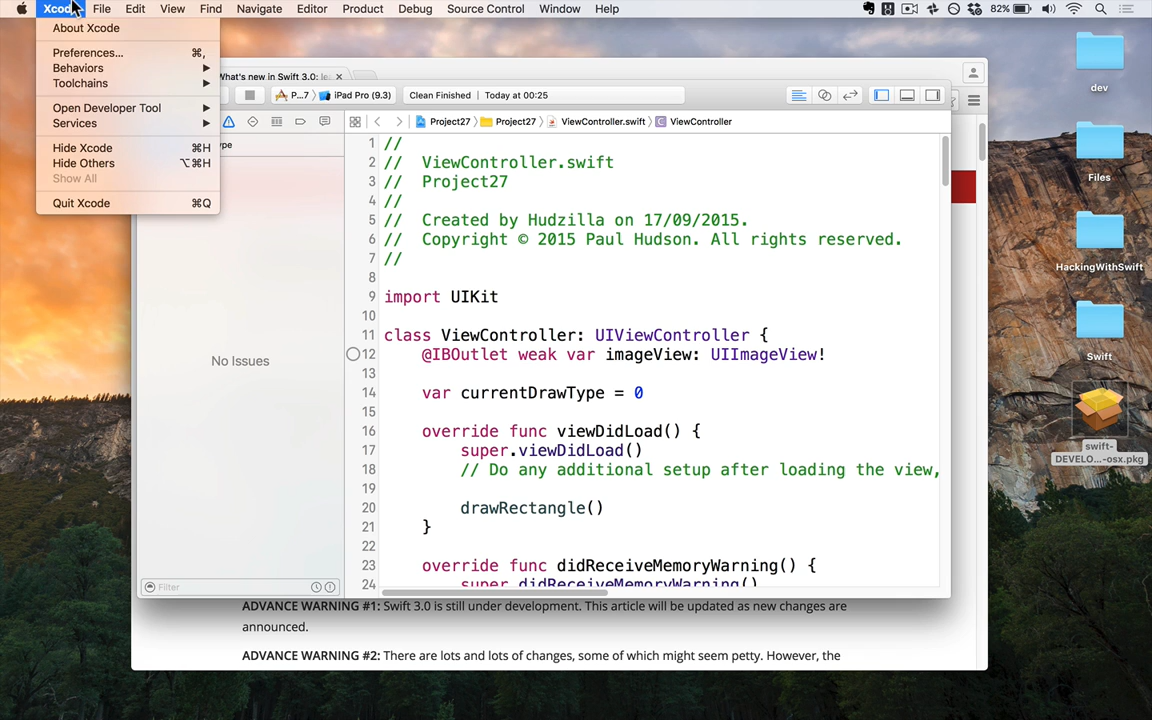 Xcode File Edit View Find Navigate Editor Product Debug Source Control Window Help 82%
About Xcode
Preferences... ⌘,
Behaviors
Toolchains
Open Developer Tool
Services
Hide Xcode ⌘H
Hide Others ⌥⌘H
Show All
Quit Xcode ⌘Q
What's new in Swift 3.0:
P...7 iPad Pro (9.3) Clean Finished | Today at 00:25
Project27 Project27 ViewController.swift ViewController
No Issues
Filter
1 //
2 // ViewController.swift
3 // Project27
4 //
5 // Created by Hudzilla on 17/09/2015.
6 // Copyright © 2015 Paul Hudson. All rights reserved.
7 //
8
9 import UIKit
10
11 class ViewController: UIViewController {
12 @IBOutlet weak var imageView: UIImageView!
13
14 var currentDrawType = 0
15
16 override func viewDidLoad() {
17 super.viewDidLoad()
18 // Do any additional setup after loading the view,
19
20 drawRectangle()
21 }
22
23 override func didReceiveMemoryWarning() {
24 super.didReceiveMemoryWarning()
ADVANCE WARNING #1: Swift 3.0 is still under development. This article will be updated as new changes are
announced.
ADVANCE WARNING #2: There are lots and lots of changes, some of which might seem petty. However, the
dev
Files
HackingWithSwift
Swift
swift-
DEVELO...-osx.pkg